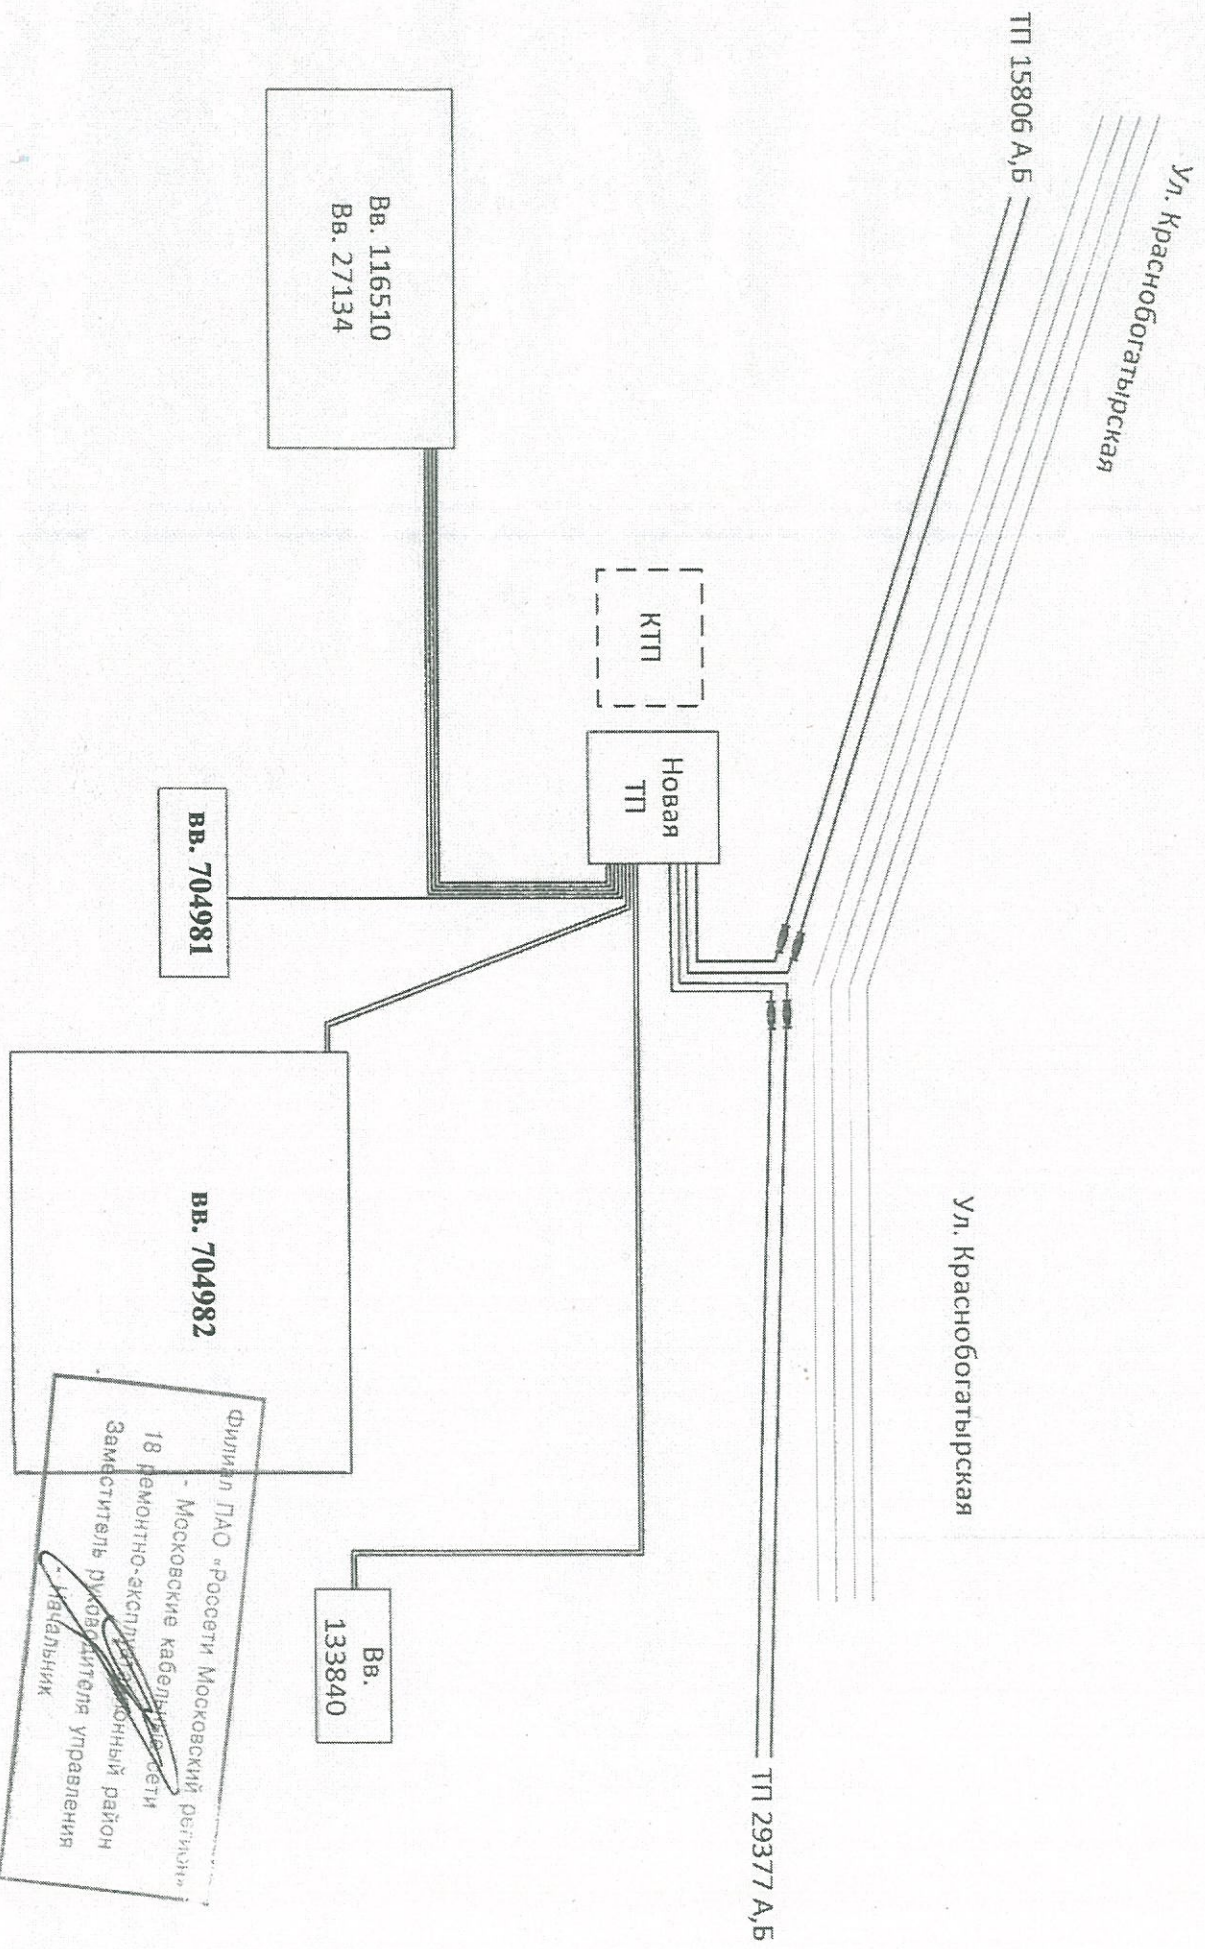 Ул. Краснобогатырская
ТП 15806 А,Б
Ул. Краснобогатырская
ТП 29377 А,Б
КТП
Новая
ТП
Вв. 116510
Вв. 27134
вв. 704981
вв. 704982
Вв.
133840
Филиал ПАО «Россети Московский регион»
- Московские кабельные сети
18 ремонтно-эксплуатационный район
Заместитель руководителя управления
- начальник